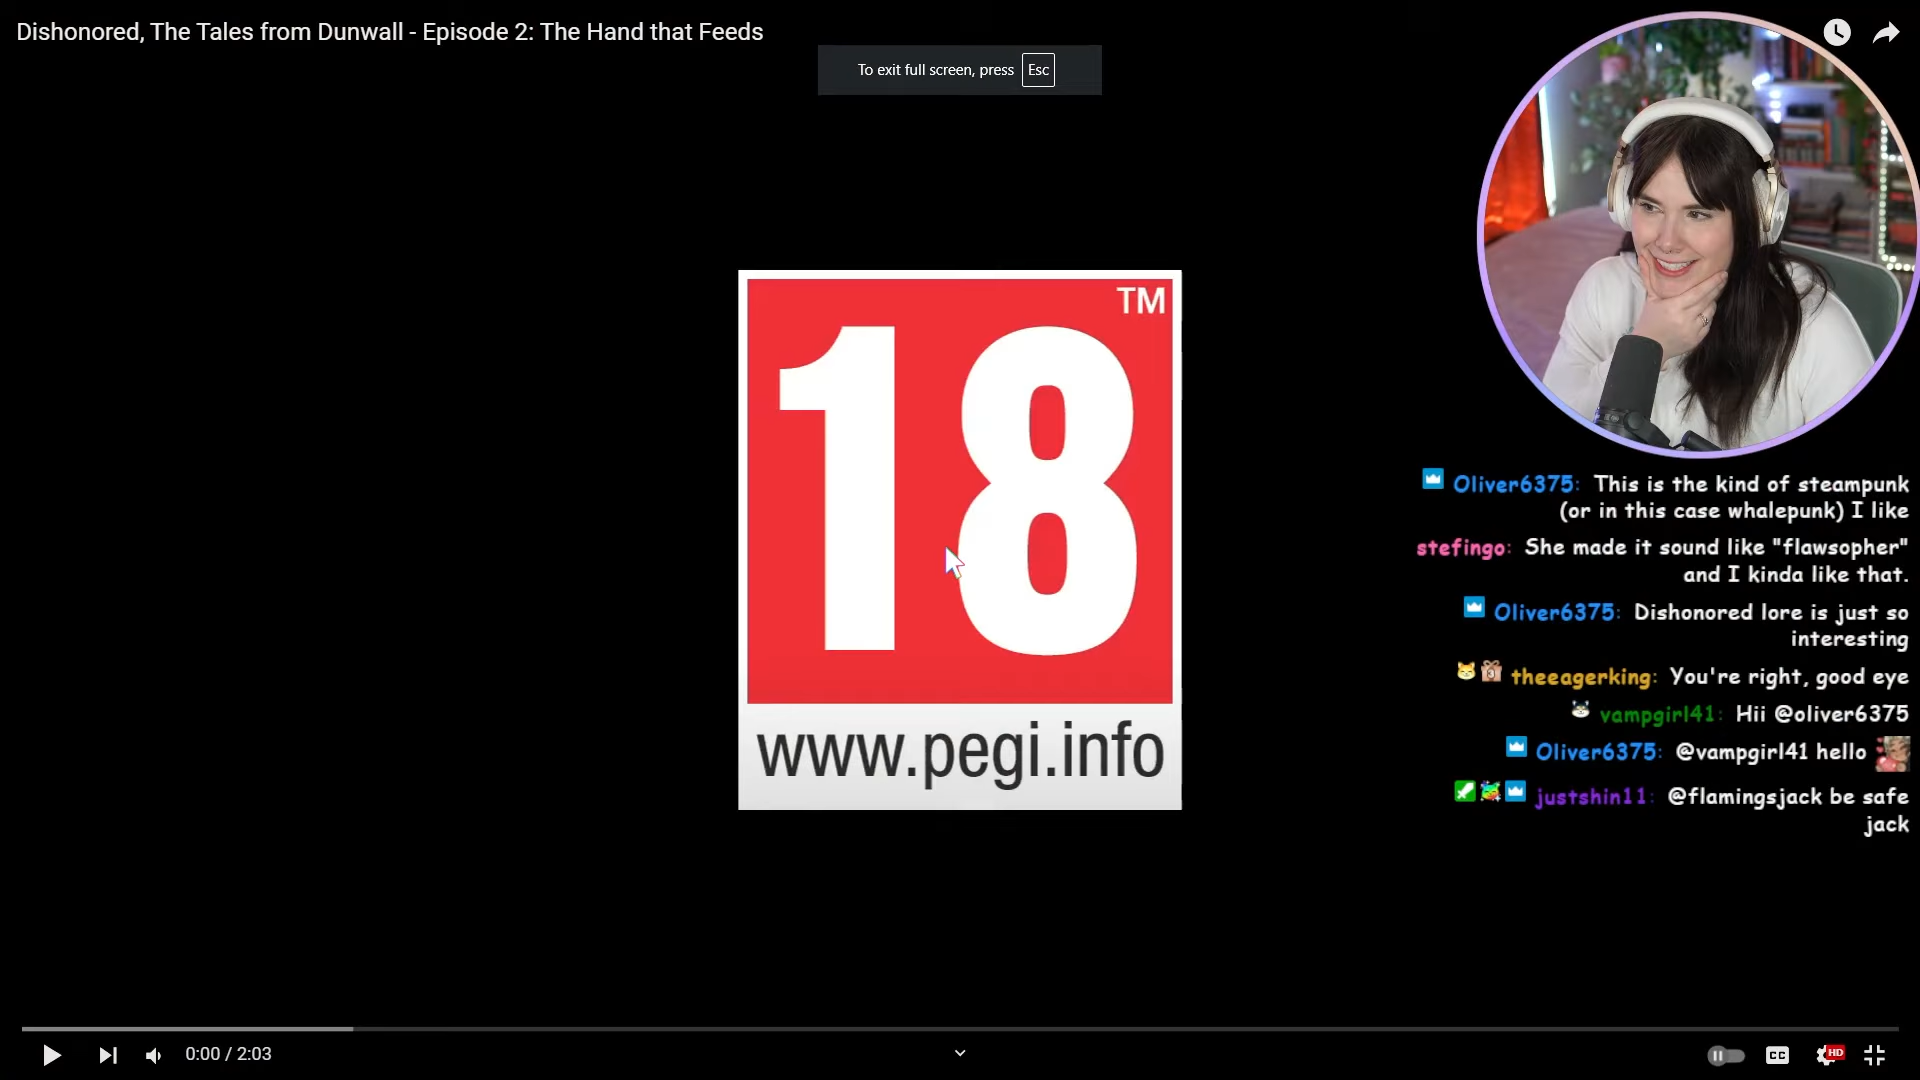 Dishonored, The Tales from Dunwall - Episode 2: The Hand that Feeds
To exit full screen, press Esc
TM
18
www.pegi.info
Oliver6375: This is the kind of steampunk
(or in this case whalepunk) I like
stefingo: She made it sound like "flawsopher"
and I kinda like that.
Oliver6375: Dishonored lore is just so
interesting
theeagerking: You're right, good eye
vampgirl41: Hii @oliver6375
Oliver6375: @vampgirl41 hello
justshin11: @flamingsjack be safe
jack
0:00 / 2:03
CC
HD